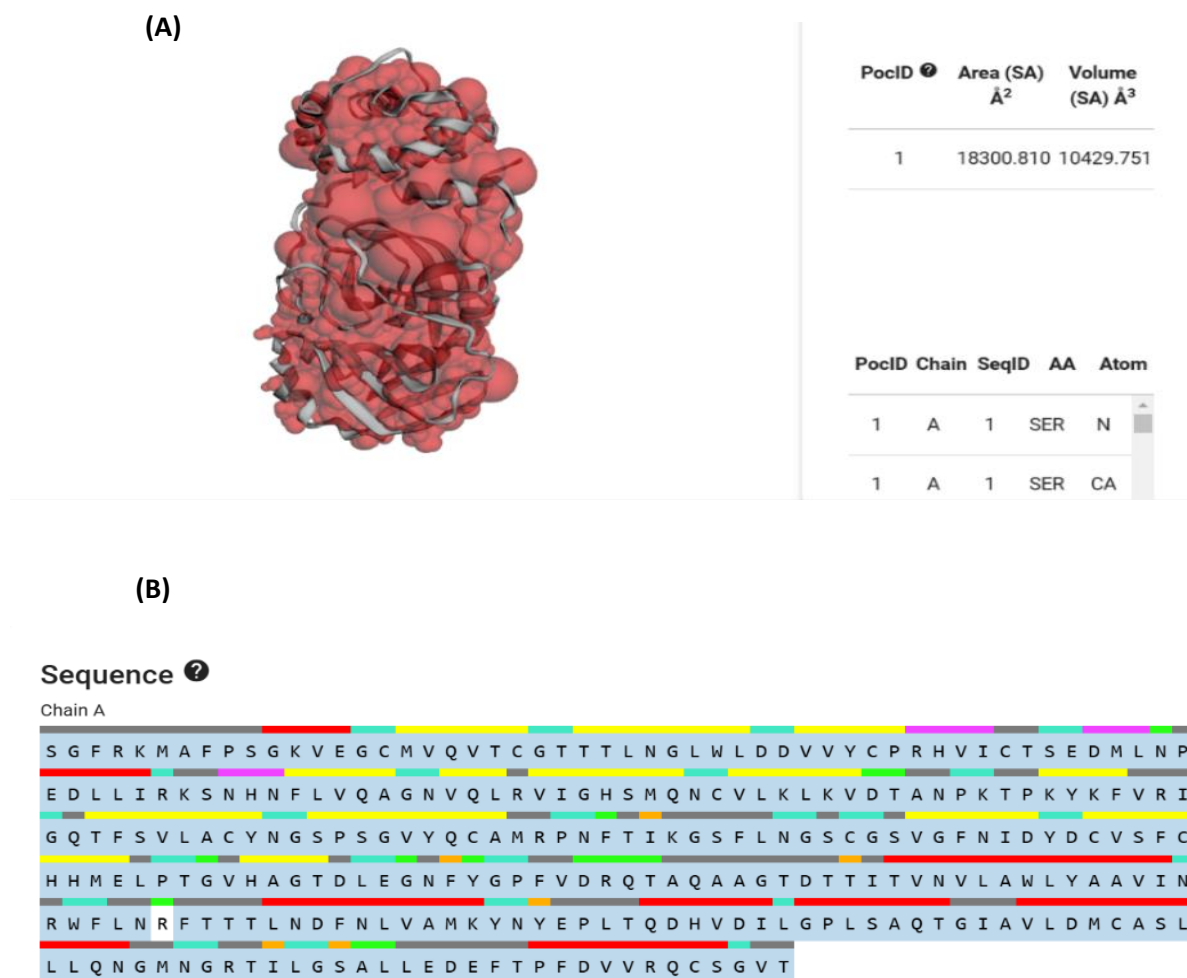 (A)
PocID ? Area (SA) Volume
Å² (SA) Å³
1 18300.810 10429.751
PocID Chain SeqID AA Atom
1 A 1 SER N
1 A 1 SER CA
(B)
Sequence ?
Chain A
S G F R K M A F P S G K V E G C M V Q V T C G T T T L N G L W L D D V V Y C P R H V I C T S E D M L N P
E D L L I R K S N H N F L V Q A G N V Q L R V I G H S M Q N C V L K L K V D T A N P K T P K Y K F V R I
G Q T F S V L A C Y N G S P S G V Y Q C A M R P N F T I K G S F L N G S C G S V G F N I D Y D C V S F C
H H M E L P T G V H A G T D L E G N F Y G P F V D R Q T A Q A A G T D T T I T V N V L A W L Y A A V I N
R W F L N R F T T T L N D F N L V A M K Y N Y E P L T Q D H V D I L G P L S A Q T G I A V L D M C A S L
L L Q N G M N G R T I L G S A L L E D E F T P F D V V R Q C S G V T